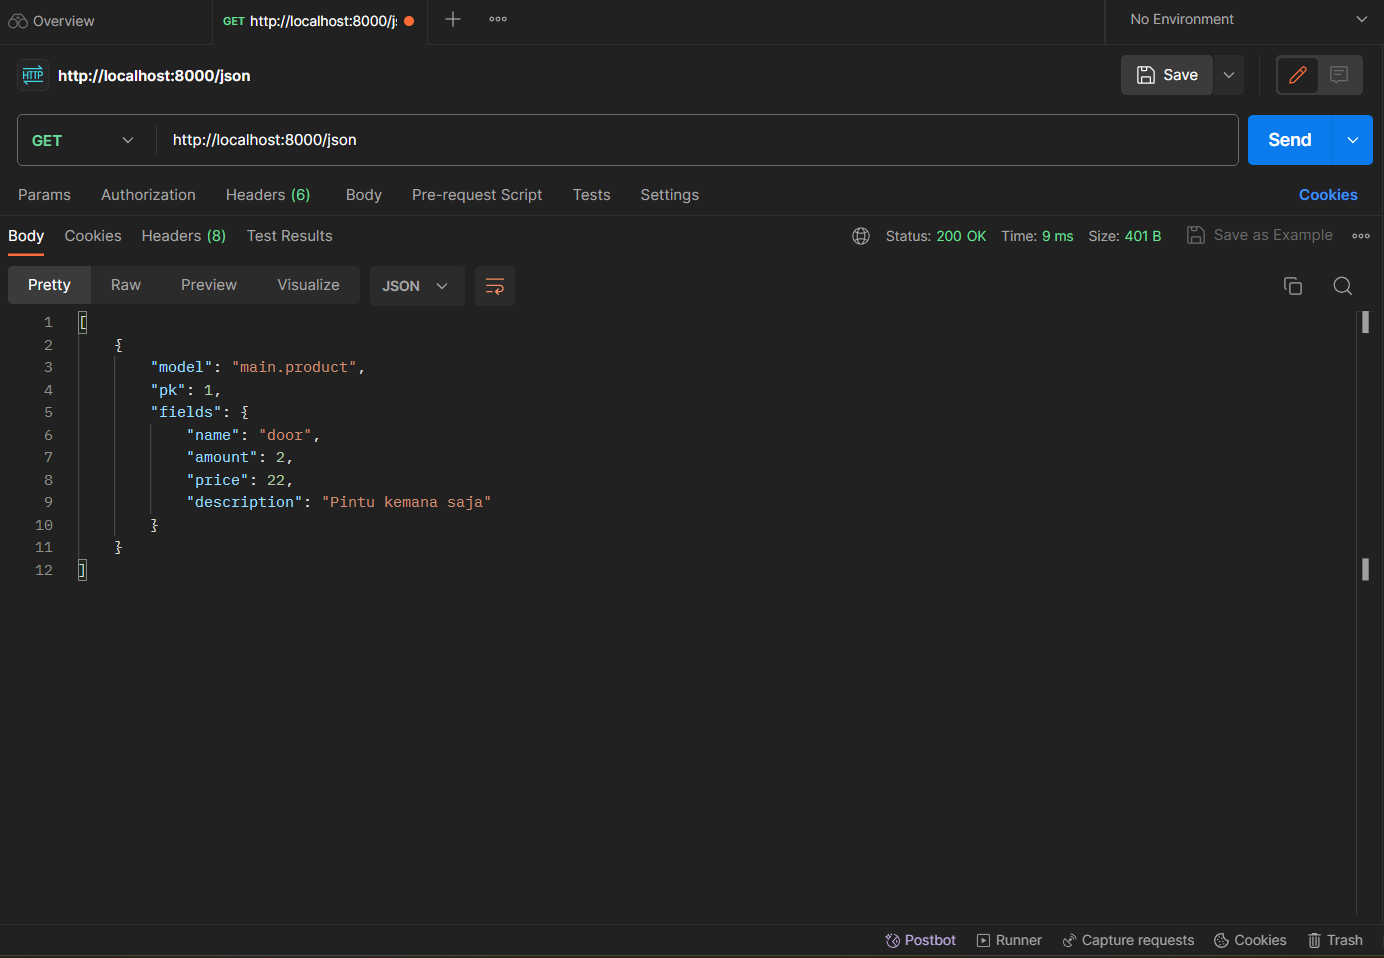 Overview
GET http://localhost:8000/j
No Environment
HTTP http://localhost:8000/json
Save
GET http://localhost:8000/json
Send
Params Authorization Headers (6) Body Pre-request Script Tests Settings Cookies
Body Cookies Headers (8) Test Results Status: 200 OK Time: 9 ms Size: 401 B Save as Example
Pretty Raw Preview Visualize JSON
1 [
2 {
3 "model": "main.product",
4 "pk": 1,
5 "fields": {
6 "name": "door",
7 "amount": 2,
8 "price": 22,
9 "description": "Pintu kemana saja"
10 }
11 }
12 ]
Postbot Runner Capture requests Cookies Trash